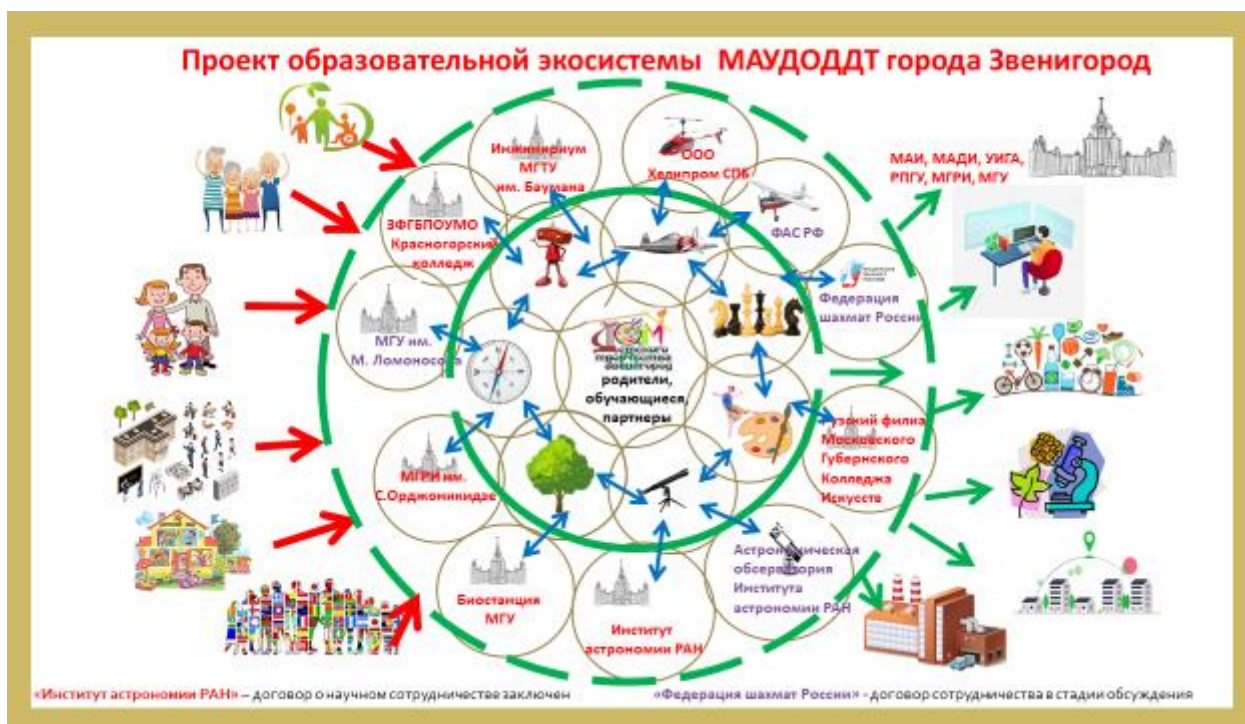 Проект образовательной экосистемы МАУДОДДТ города Звенигород
Инжинириум
МГТУ
им. Баумана
ООО
Хелипром СПБ
МАИ, МАДИ, УИГА,
РПГУ, МГРИ, МГУ
ЗФГБПОУМО
Красногорский
колледж
ФАС РФ
Федерация
шахмат России
МГУ им.
М. Ломоносова
родители,
обучающиеся,
партнеры
Рузский филиал
Московского
Губернского
Колледжа
Искусств
МГРИ им.
С.Орджоникидзе
Астрономическая
обсерватория
Института
астрономии РАН
Биостанция
МГУ
Институт
астрономии РАН
«Институт астрономии РАН» – договор о научном сотрудничестве заключен
«Федерация шахмат России» - договор сотрудничества в стадии обсуждения